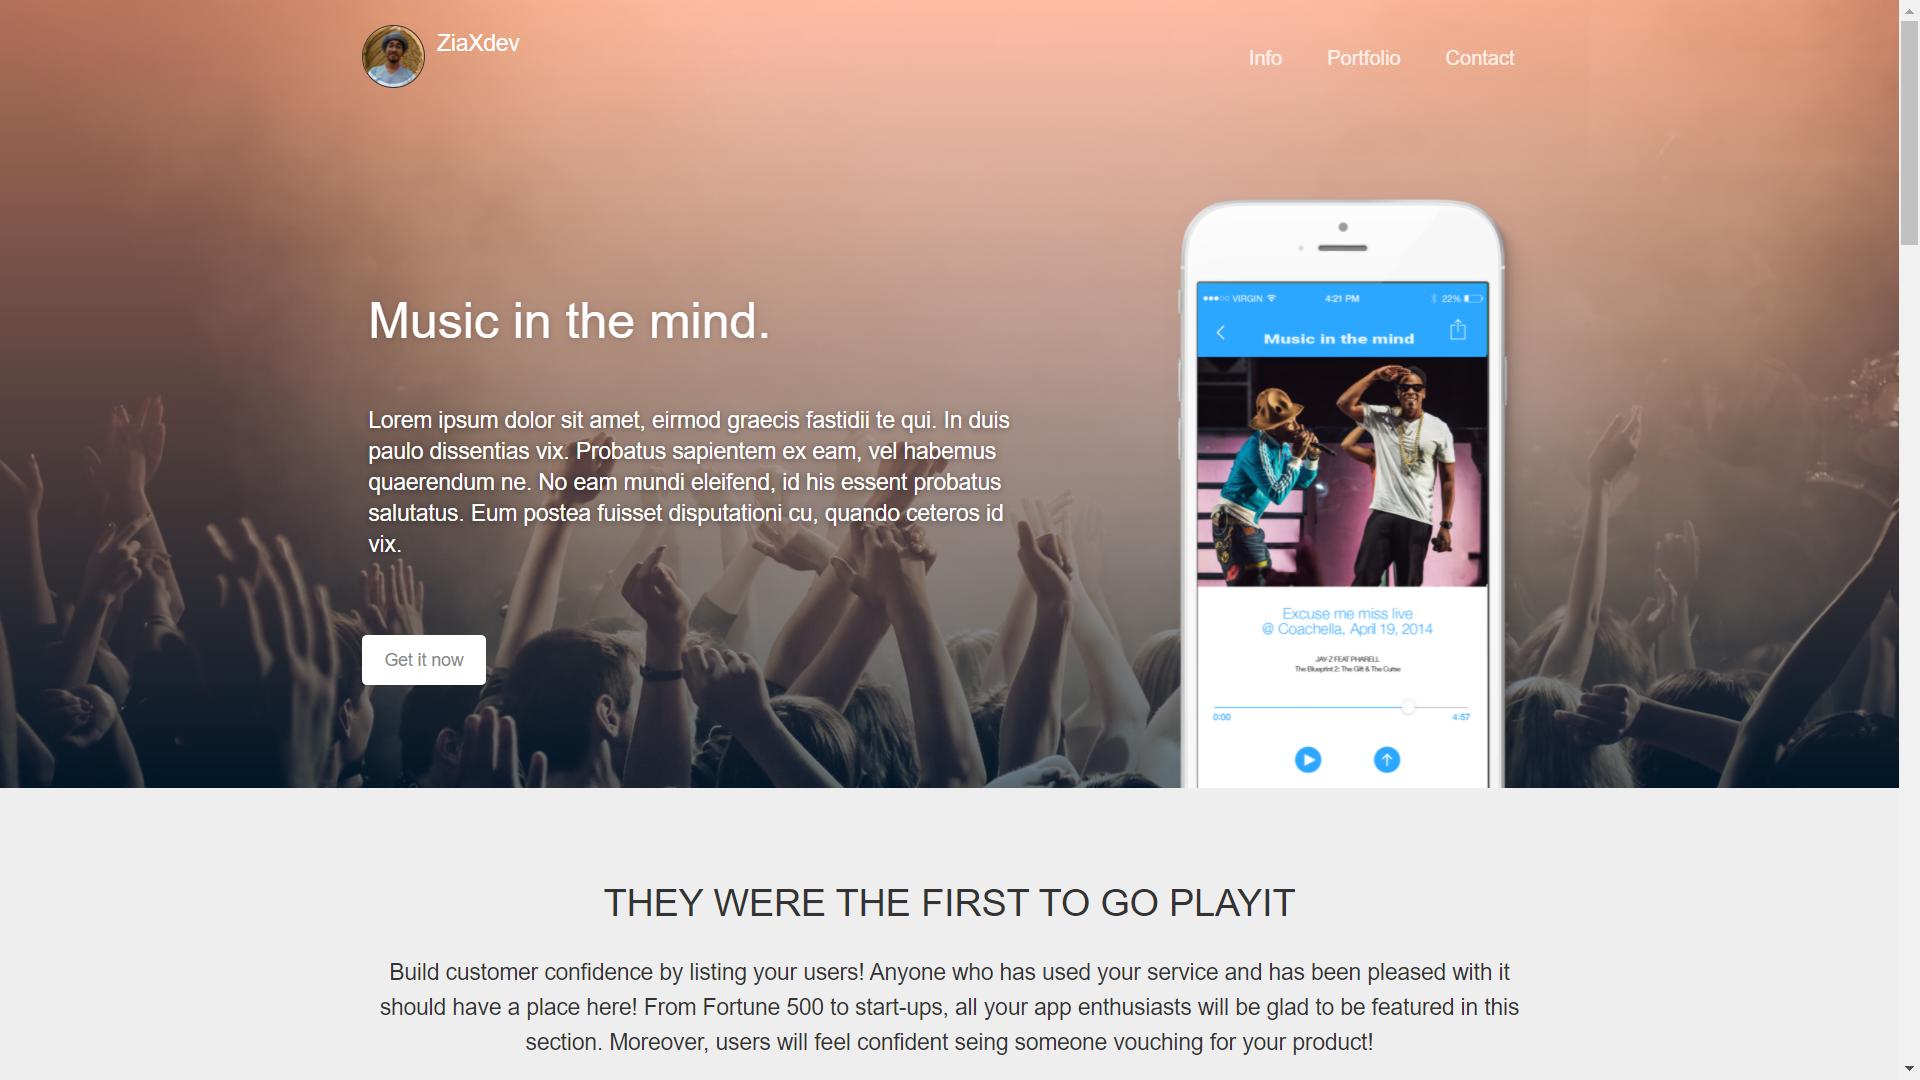 ZiaXdev
Info
Portfolio
Contact
Music in the mind.
Lorem ipsum dolor sit amet, eirmod graecis fastidii te qui. In duis
paulo dissentias vix. Probatus sapientem ex eam, vel habemus
quaerendum ne. No eam mundi eleifend, id his essent probatus
salutatus. Eum postea fuisset disputationi cu, quando ceteros id
vix.
Get it now
VIRGIN 4:21 PM 22%
Music in the mind
Excuse me miss live
@ Coachella, April 19, 2014
JAY-Z FEAT PHARELL
The Blueprint 2: The Gift & The Curse
0:00 4:57
THEY WERE THE FIRST TO GO PLAYIT
Build customer confidence by listing your users! Anyone who has used your service and has been pleased with it
should have a place here! From Fortune 500 to start-ups, all your app enthusiasts will be glad to be featured in this
section. Moreover, users will feel confident seing someone vouching for your product!